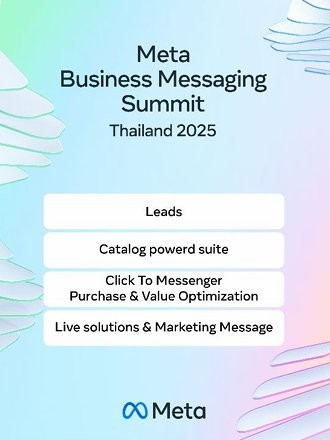 Meta
Business Messaging
Summit
Thailand 2025
Leads
Catalog powerd suite
Click To Messenger
Purchase & Value Optimization
Live solutions & Marketing Message
Meta